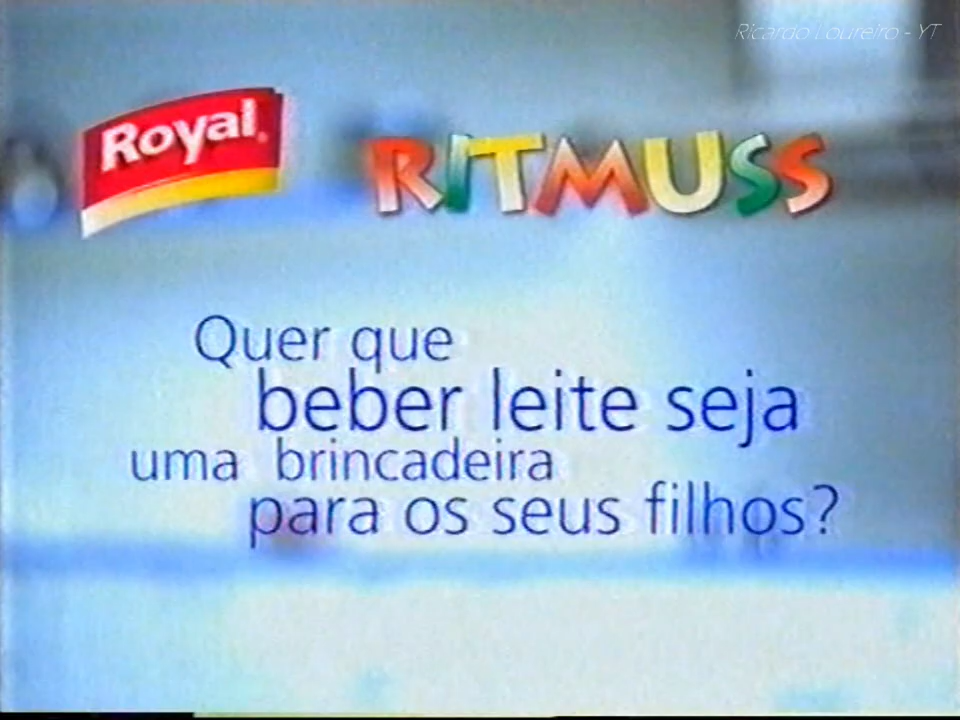 Ricardo Loureiro - YT
Royal
RITMUSS
Quer que
beber leite seja
uma brincadeira
para os seus filhos?